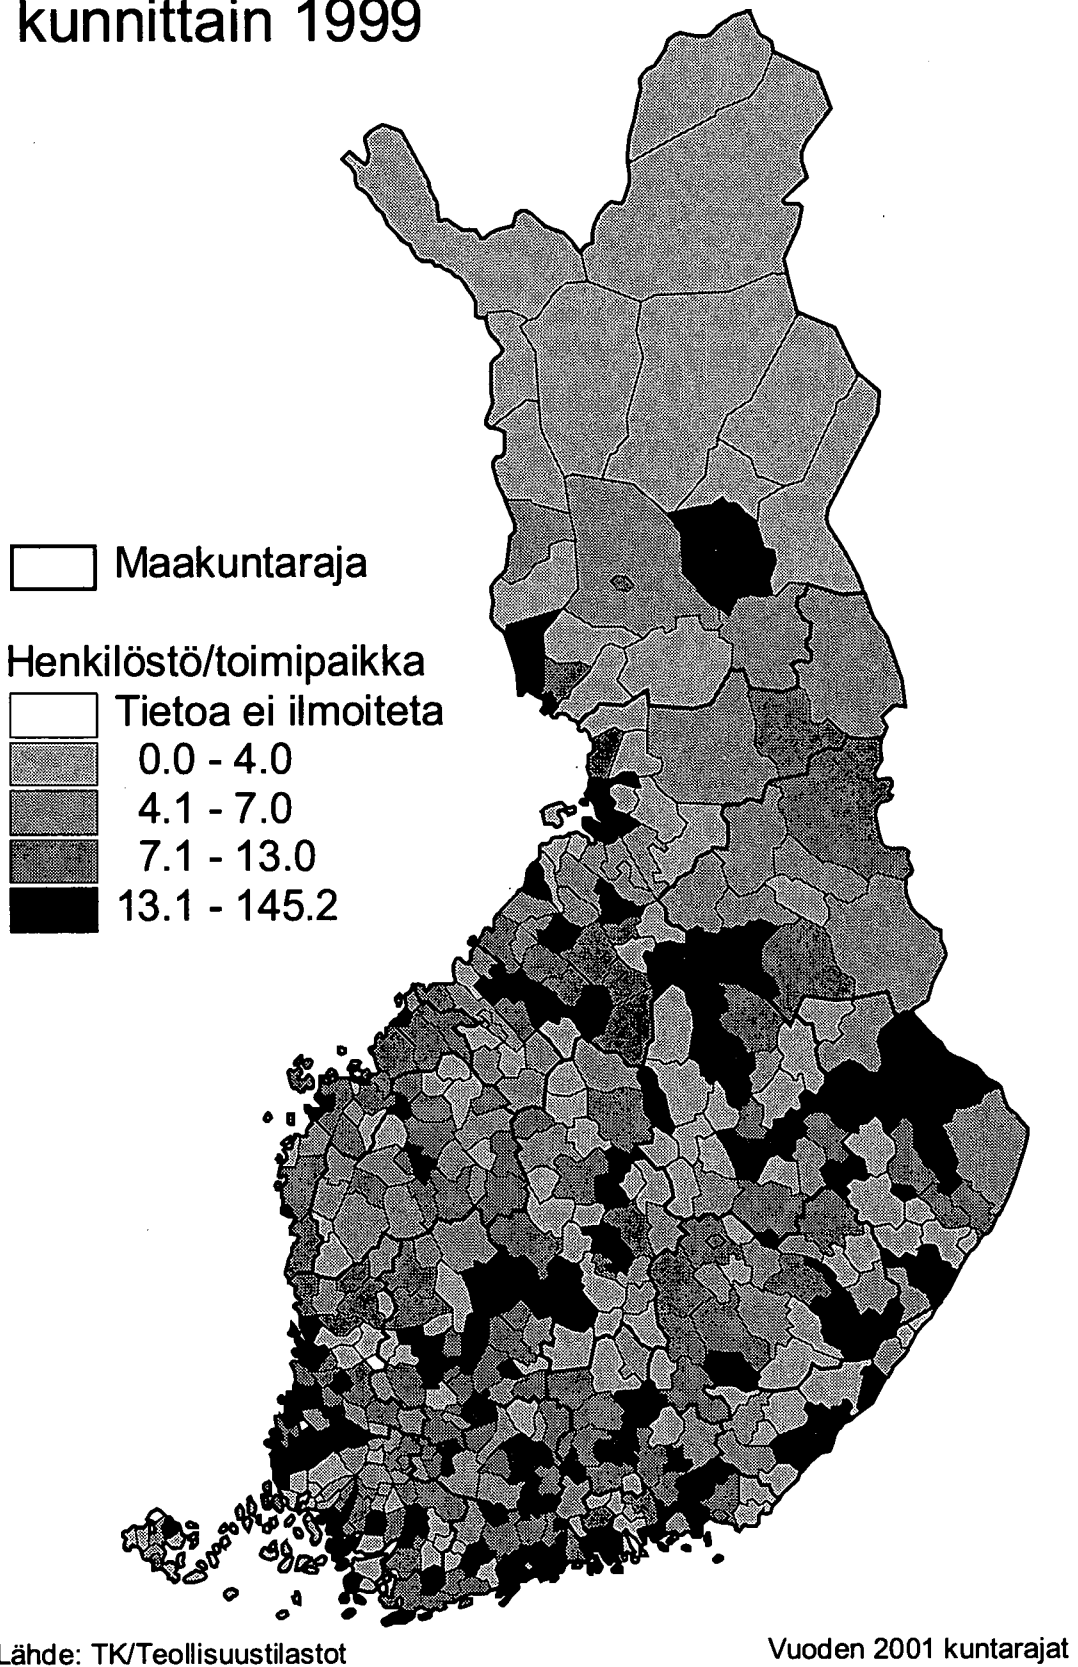 kunnittain 1999
Maakuntaraja
Henkilöstö/toimipaikka
Tietoa ei ilmoiteta
0.0 - 4.0
4.1 - 7.0
7.1 - 13.0
13.1 - 145.2
Lähde: TK/Teollisuustilastot
Vuoden 2001 kuntarajat